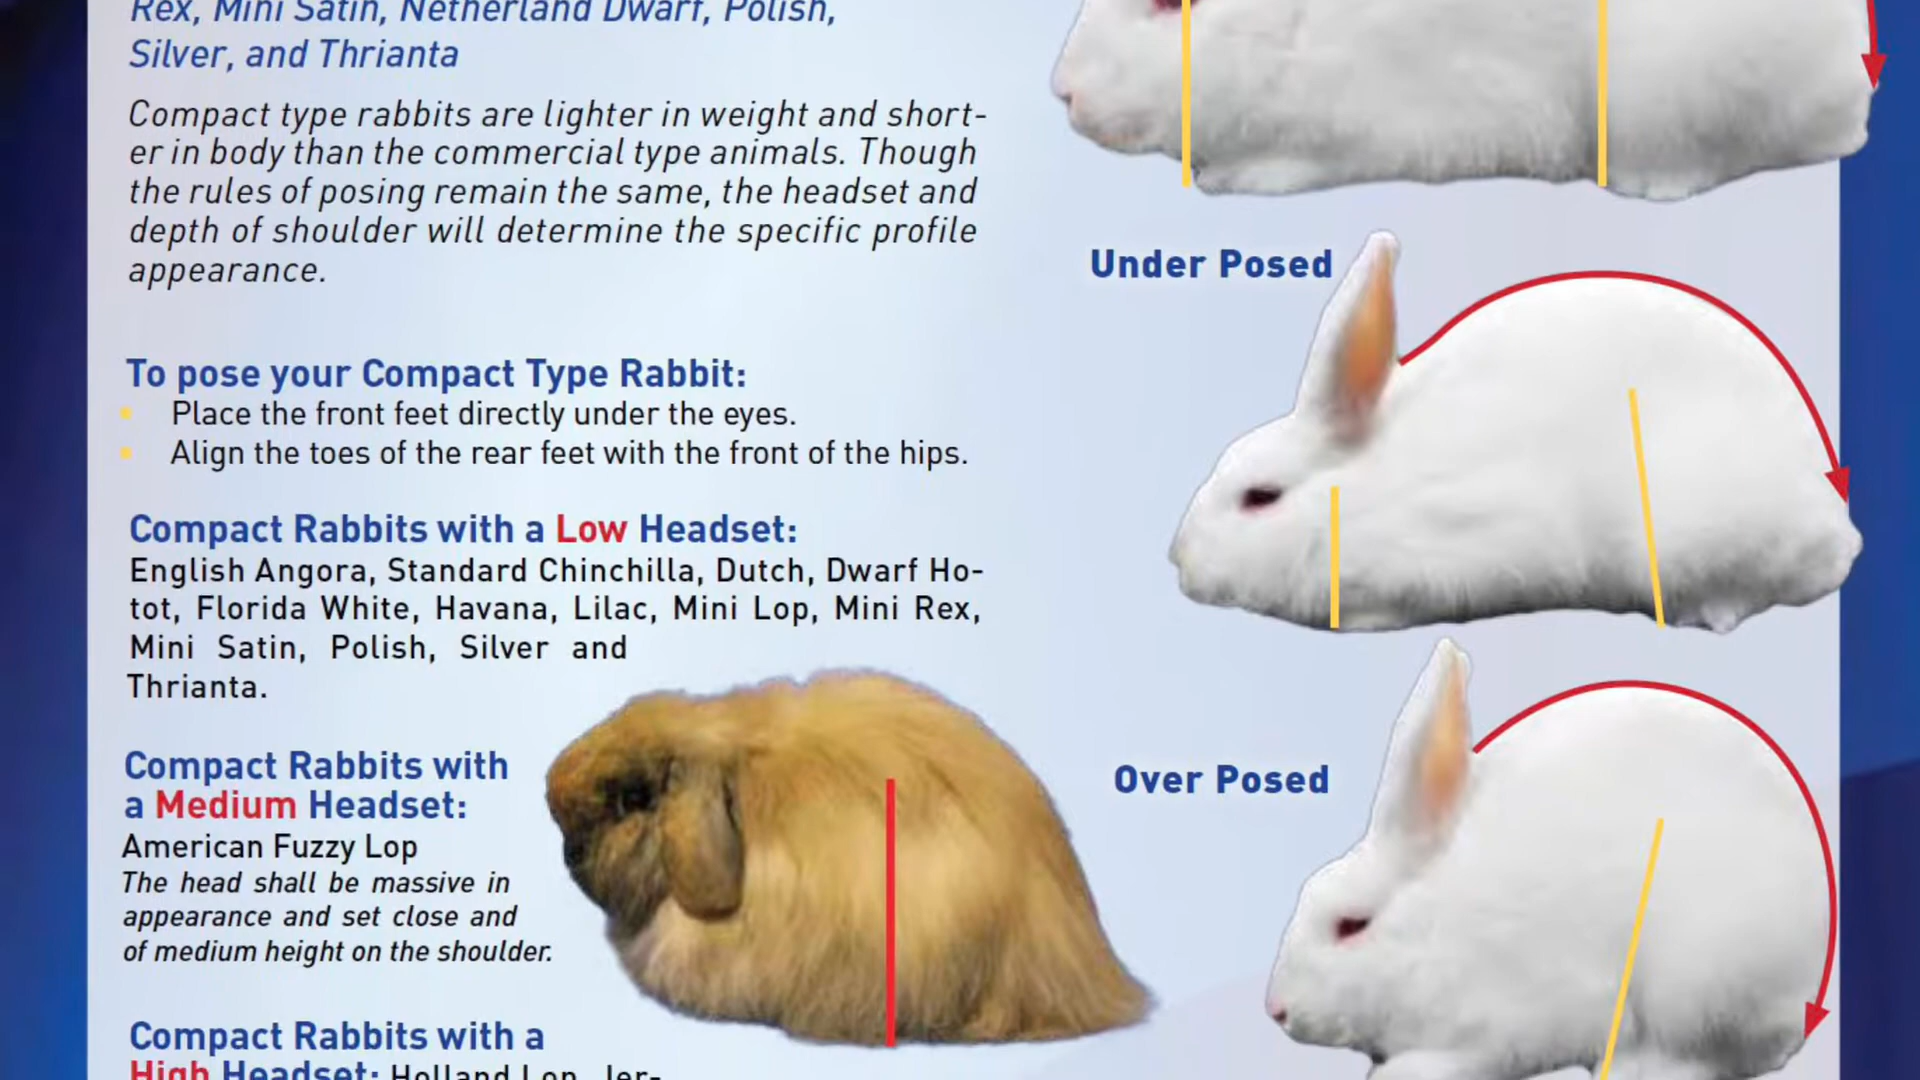 Rex, Mini Satin, Netherland Dwarf, Polish,
Silver, and Thrianta
Compact type rabbits are lighter in weight and short-
er in body than the commercial type animals. Though
the rules of posing remain the same, the headset and
depth of shoulder will determine the specific profile
appearance.
To pose your Compact Type Rabbit:
Place the front feet directly under the eyes.
Align the toes of the rear feet with the front of the hips.
Compact Rabbits with a Low Headset:
English Angora, Standard Chinchilla, Dutch, Dwarf Ho-
tot, Florida White, Havana, Lilac, Mini Lop, Mini Rex,
Mini Satin, Polish, Silver and
Thrianta.
Compact Rabbits with
a Medium Headset:
American Fuzzy Lop
The head shall be massive in
appearance and set close and
of medium height on the shoulder.
Compact Rabbits with a
High Headset: Holland Lop, Jer-
Under Posed
Over Posed